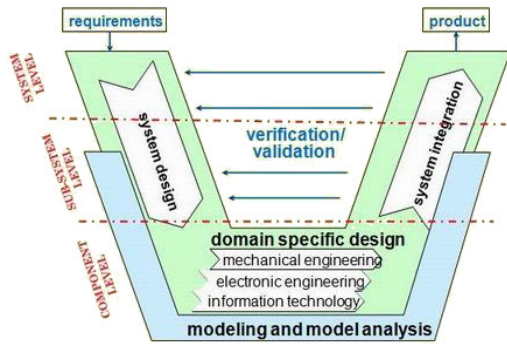 requirements
product
SYSTEM
LEVEL
system design
verification/
validation
system integration
SUB-SYSTEM
LEVEL
domain specific design
mechanical engineering
electronic engineering
information technology
COMPONENT
LEVEL
modeling and model analysis